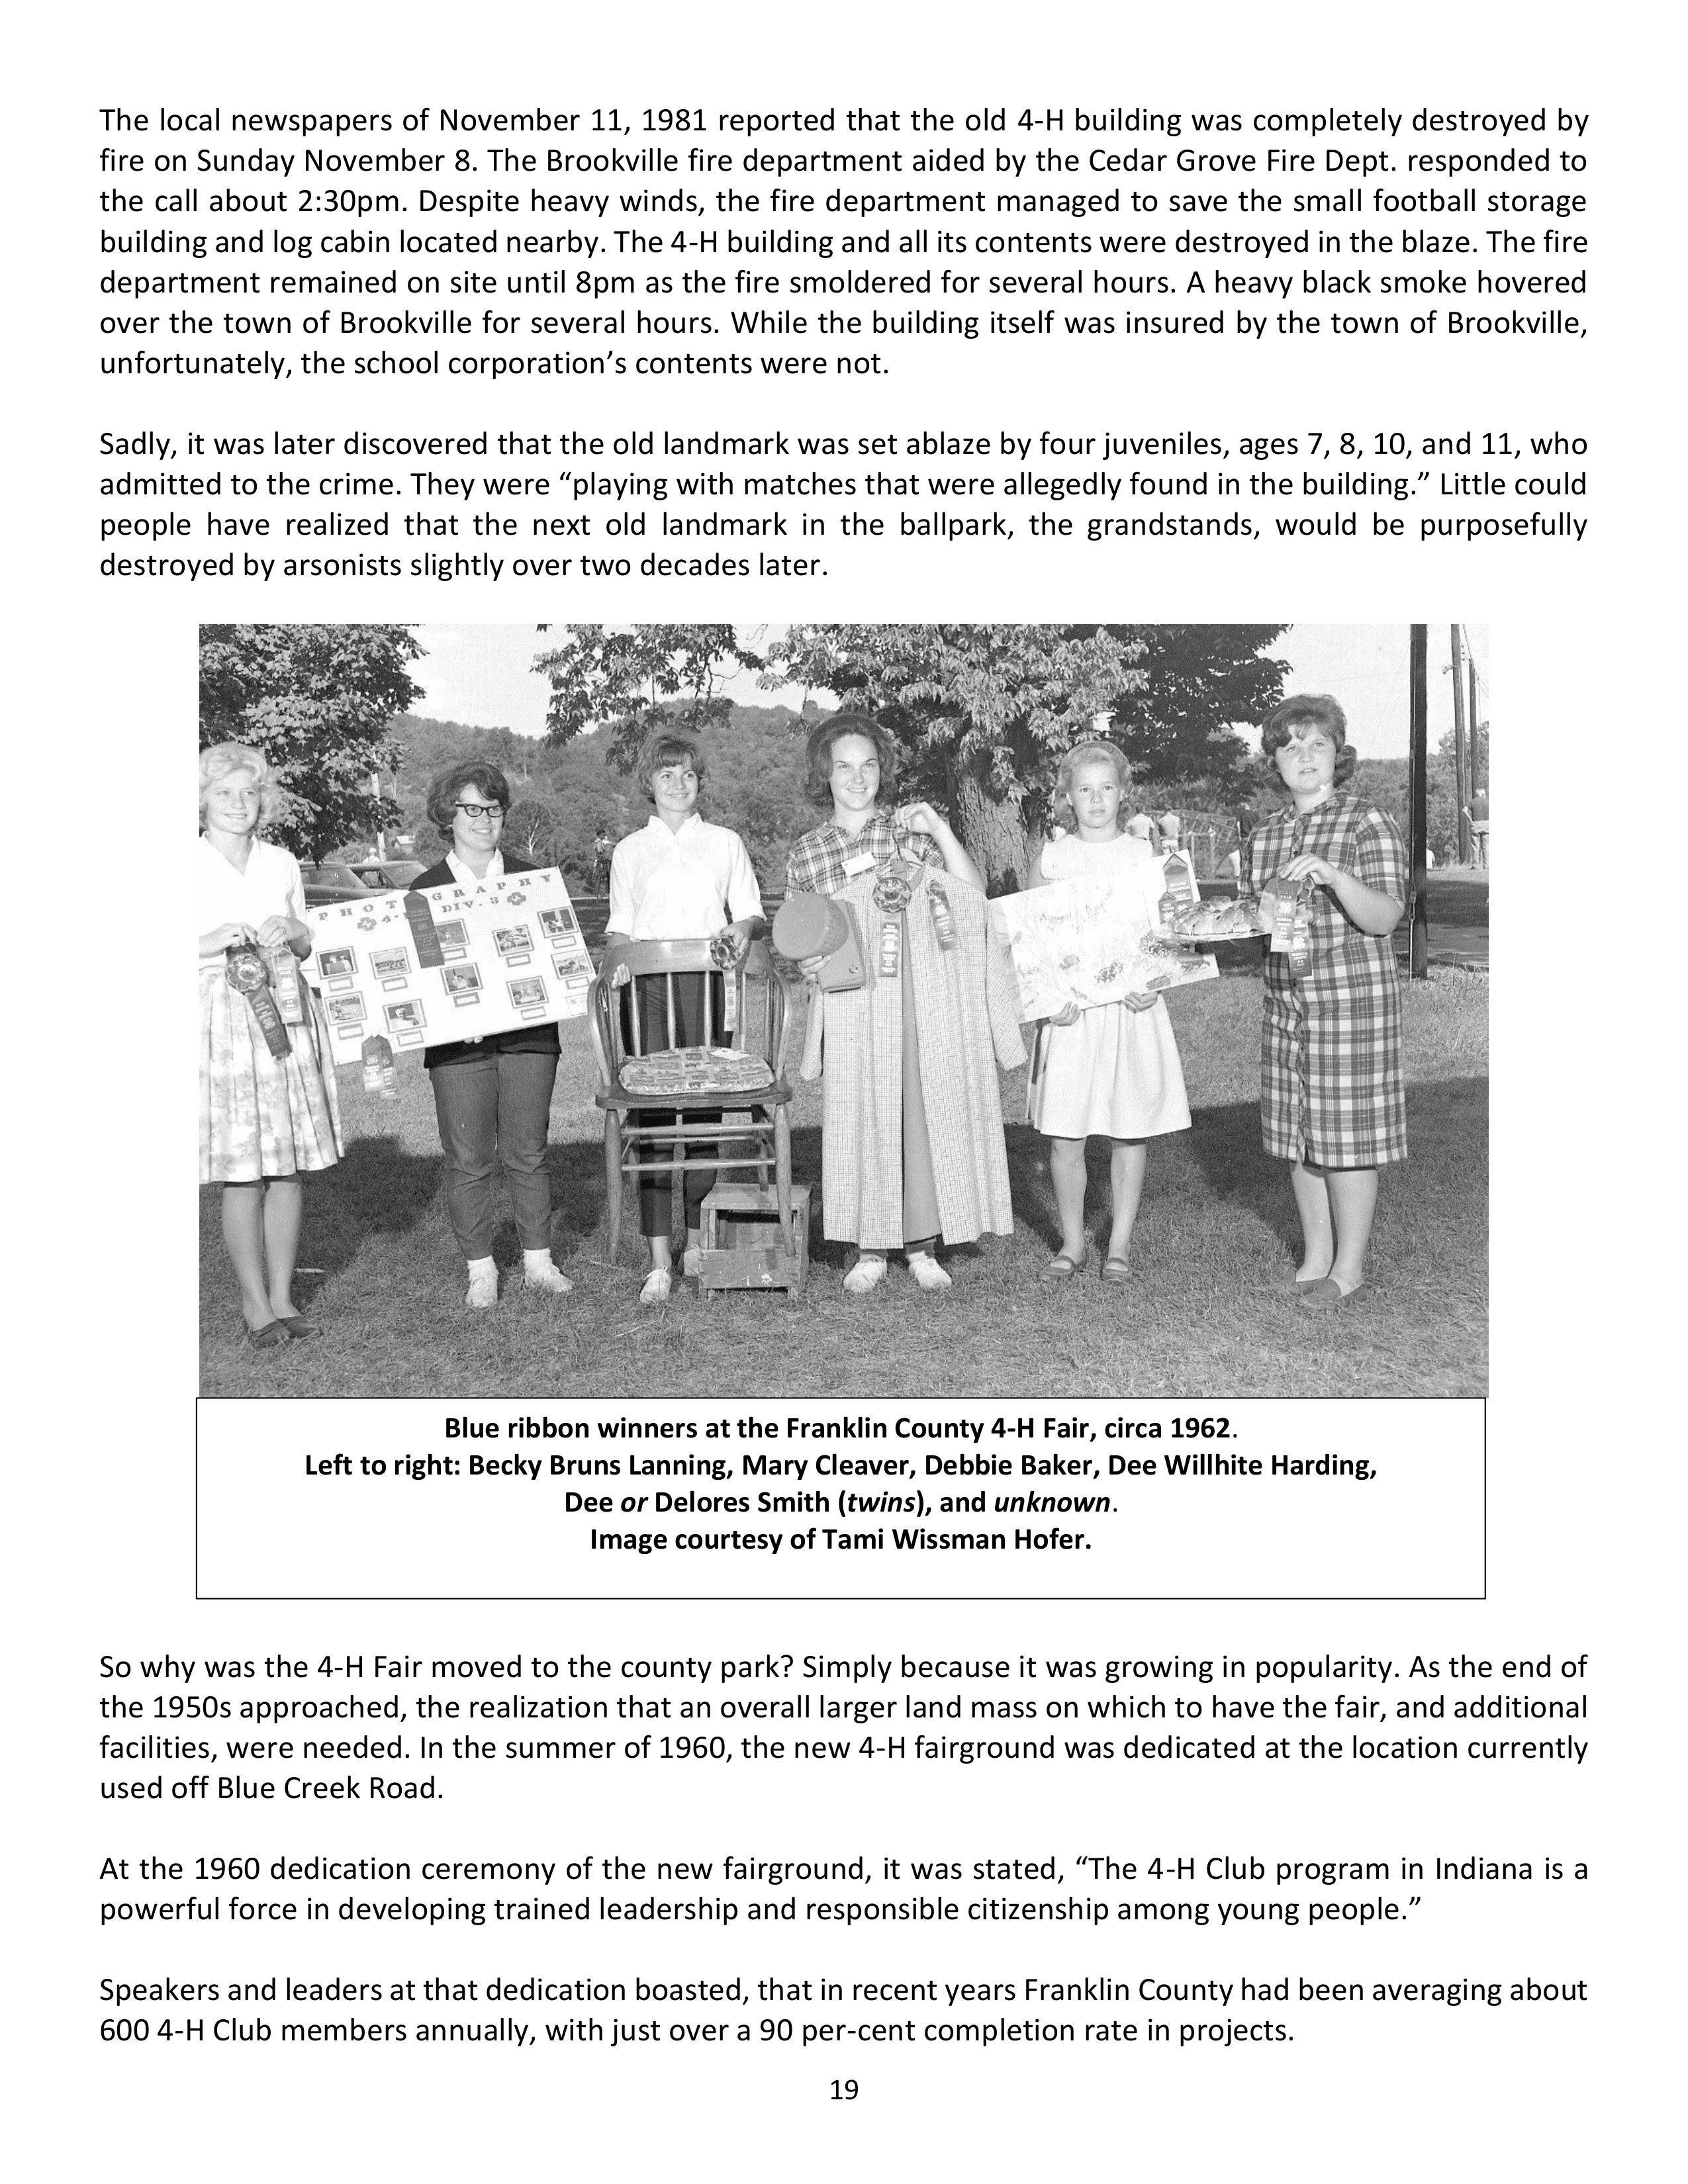 The local newspapers of November 11, 1981 reported that the old 4-H building was completely destroyed by
fire on Sunday November 8. The Brookville fire department aided by the Cedar Grove Fire Dept. responded to
the call about 2:30pm. Despite heavy winds, the fire department managed to save the small football storage
building and log cabin located nearby. The 4-H building and all its contents were destroyed in the blaze. The fire
department remained on site until 8pm as the fire smoldered for several hours. A heavy black smoke hovered
over the town of Brookville for several hours. While the building itself was insured by the town of Brookville,
unfortunately, the school corporation’s contents were not.
Sadly, it was later discovered that the old landmark was set ablaze by four juveniles, ages 7, 8, 10, and 11, who
admitted to the crime. They were “playing with matches that were allegedly found in the building.” Little could
people have realized that the next old landmark in the ballpark, the grandstands, would be purposefully
destroyed by arsonists slightly over two decades later.
PHOT GRAPHY
4- DIV. 3
Blue ribbon winners at the Franklin County 4-H Fair, circa 1962.
Left to right: Becky Bruns Lanning, Mary Cleaver, Debbie Baker, Dee Willhite Harding,
Dee or Delores Smith (twins), and unknown.
Image courtesy of Tami Wissman Hofer.
So why was the 4-H Fair moved to the county park? Simply because it was growing in popularity. As the end of
the 1950s approached, the realization that an overall larger land mass on which to have the fair, and additional
facilities, were needed. In the summer of 1960, the new 4-H fairground was dedicated at the location currently
used off Blue Creek Road.
At the 1960 dedication ceremony of the new fairground, it was stated, “The 4-H Club program in Indiana is a
powerful force in developing trained leadership and responsible citizenship among young people.”
Speakers and leaders at that dedication boasted, that in recent years Franklin County had been averaging about
600 4-H Club members annually, with just over a 90 per-cent completion rate in projects.
19